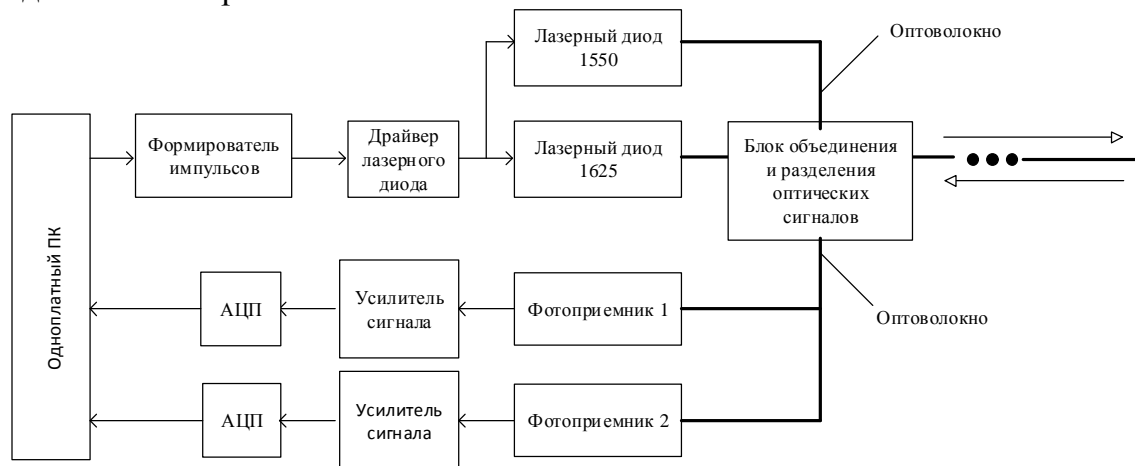 Лазерный диод
1550
Оптоволокно
Формирователь
импульсов
Драйвер
лазерного
диода
Лазерный диод
1625
Блок объединения
и разделения
оптических
сигналов
Одноплатный ПК
АЦП
Усилитель
сигнала
Фотоприемник 1
Оптоволокно
АЦП
Усилитель
сигнала
Фотоприемник 2